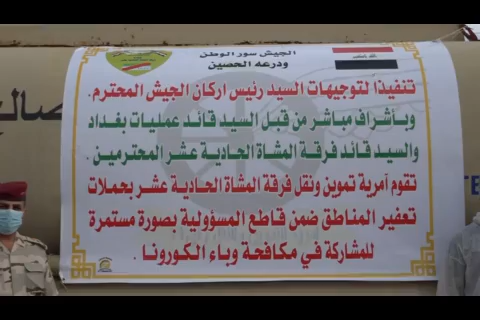 الجيش سور الوطن
ودرعه الحصين
تنفيذاً لتوجيهات السيد رئيس اركان الجيش المحترم.
وبأشراف مباشر من قبل السيد قائد عمليات بغداد
والسيد قائد فرقة المشاة الحادية عشر المحترمين
تقوم آمرية تموين ونقل فرقة المشاة الحادية عشر بحملات
تعفير المناطق ضمن قاطع المسؤولية بصورة مستمرة
للمشاركة في مكافحة وباء الكورونا .